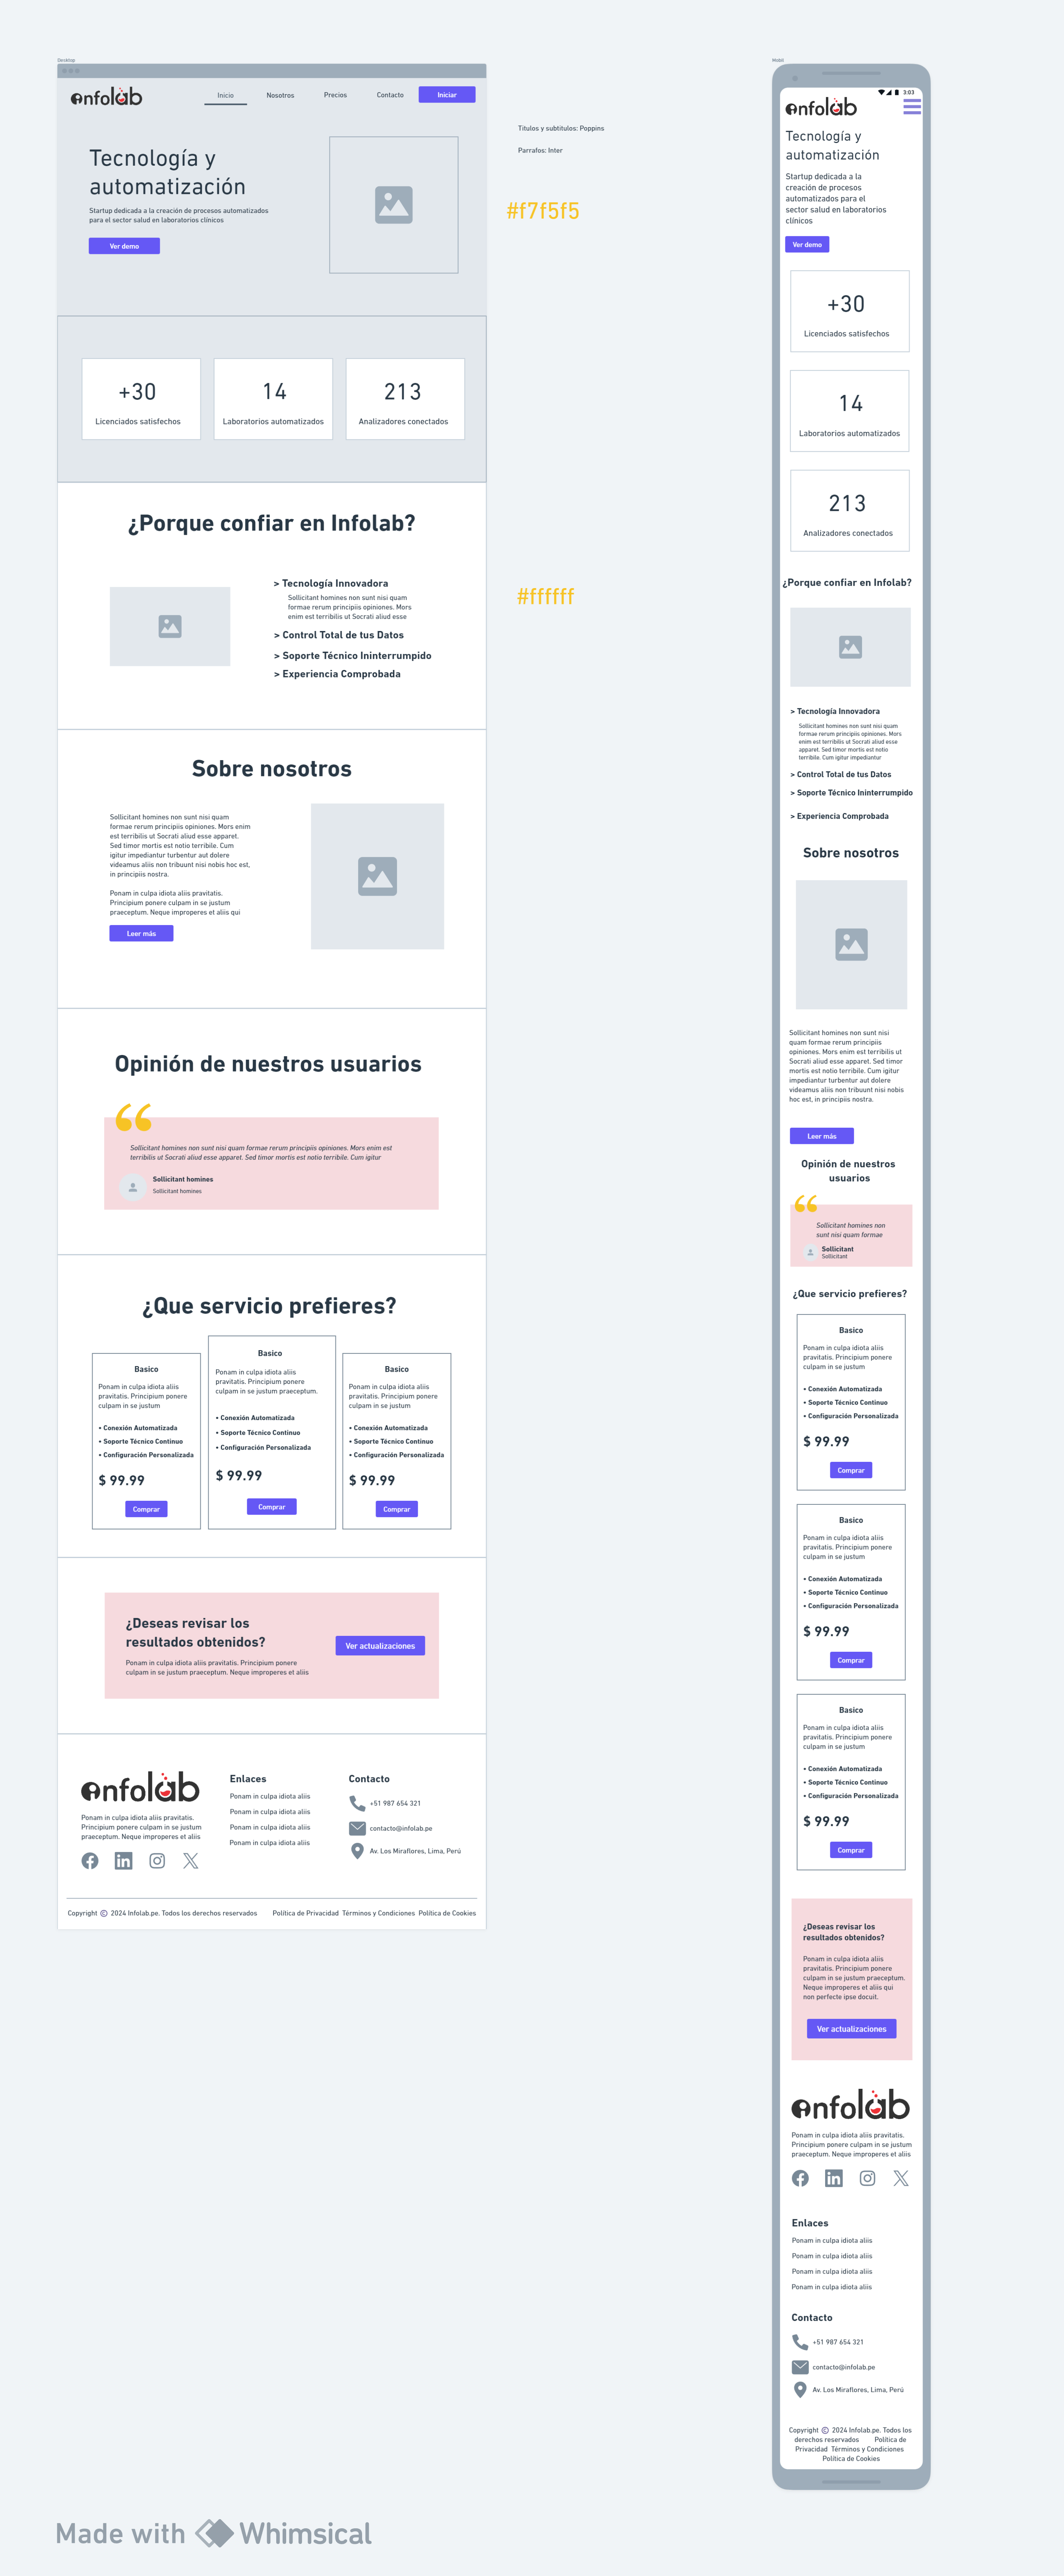 Desktop
infolab
Inicio
Nosotros
Precios
Contacto
Iniciar
Tecnología y
automatización
Startup dedicada a la creación de procesos automatizados
para el sector salud en laboratorios clínicos
Ver demo
+30
Licenciados satisfechos
14
Laboratorios automatizados
213
Analizadores conectados
¿Porque confiar en Infolab?
> Tecnología Innovadora
Sollicitant homines non sunt nisi quam
formae rerum principiis opiniones. Mors
enim est terribilis ut Socrati aliud esse
> Control Total de tus Datos
> Soporte Técnico Ininterrumpido
> Experiencia Comprobada
Sobre nosotros
Sollicitant homines non sunt nisi quam
formae rerum principiis opiniones. Mors enim
est terribilis ut Socrati aliud esse apparet.
Sed timor mortist est notio terribile. Cum
igitur impediantur turbentur aut dolere
videamus aliis non tribuunt nisi nobis hoc est,
in principiis nostra.
Ponam in culpa idiota aliis pravitatis.
Principium ponere culpam in se justum
praeceptum. Neque improperes et aliis qui
Leer más
Opinión de nuestros usuarios
Sollicitant homines non sunt nisi quam formae rerum principiis opiniones. Mors enim est
terribilis ut Socrati aliud esse apparet. Sed timor mortist est notio terribile. Cum igitur
Sollicitant homines
Sollicitant homines
¿Que servicio prefieres?
Basico
Ponam in culpa idiota aliis
pravitatis. Principium ponere
culpam in se justum
• Conexión Automatizada
• Soporte Técnico Continuo
• Configuración Personalizada
$ 99.99
Comprar
Basico
Ponam in culpa idiota aliis
pravitatis. Principium ponere
culpam in se justum praeceptum.
• Conexión Automatizada
• Soporte Técnico Continuo
• Configuración Personalizada
$ 99.99
Comprar
Basico
Ponam in culpa idiota aliis
pravitatis. Principium ponere
culpam in se justum
• Conexión Automatizada
• Soporte Técnico Continuo
• Configuración Personalizada
$ 99.99
Comprar
¿Deseas revisar los
resultados obtenidos?
Ponam in culpa idiota aliis pravitatis. Principium ponere
culpam in se justum praeceptum. Neque improperes et aliis
Ver actualizaciones
infolab
Ponam in culpa idiota aliis pravitatis.
Principium ponere culpam in se justum
praeceptum. Neque improperes et aliis
Enlaces
Ponam in culpa idiota aliis
Ponam in culpa idiota aliis
Ponam in culpa idiota aliis
Ponam in culpa idiota aliis
Contacto
+51 987 654 321
contacto@infolab.pe
Av. Los Miraflores, Lima, Perú
Copyright © 2024 Infolab.pe. Todos los derechos reservados
Política de Privacidad Términos y Condiciones Política de Cookies
Titulos y subtitulos: Poppins
Parrafos: Inter
#f7f5f5
#ffffff
Mobil
3:03
infolab
Tecnología y
automatización
Startup dedicada a la
creación de procesos
automatizados para el
sector salud en laboratorios
clínicos
Ver demo
+30
Licenciados satisfechos
14
Laboratorios automatizados
213
Analizadores conectados
¿Porque confiar en Infolab?
> Tecnología Innovadora
Sollicitant homines non sunt nisi quam
formae rerum principiis opiniones. Mors
enim est terribilis ut Socrati aliud esse
apparet. Sed timor mortis est notio
terribile. Cum igitur impediantur
> Control Total de tus Datos
> Soporte Técnico Ininterrumpido
> Experiencia Comprobada
Sobre nosotros
Sollicitant homines non sunt nisi
quam formae rerum principiis
opiniones. Mors enim est terribilis ut
Socrati aliud esse apparet. Sed timor
mortis est notio terribile. Cum igitur
impediantur turbentur aut dolere
videamus aliis non tribuunt nisi nobis
hoc est, in principiis nostra.
Leer más
Opinión de nuestros
usuarios
Sollicitant homines non
sunt nisi quam formae
Sollicitant
Sollicitant
¿Que servicio prefieres?
Basico
Ponam in culpa idiota aliis
pravitatis. Principium ponere
culpam in se justum
• Conexión Automatizada
• Soporte Técnico Continuo
• Configuración Personalizada
$ 99.99
Comprar
Basico
Ponam in culpa idiota aliis
pravitatis. Principium ponere
culpam in se justum
• Conexión Automatizada
• Soporte Técnico Continuo
• Configuración Personalizada
$ 99.99
Comprar
Basico
Ponam in culpa idiota aliis
pravitatis. Principium ponere
culpam in se justum
• Conexión Automatizada
• Soporte Técnico Continuo
• Configuración Personalizada
$ 99.99
Comprar
¿Deseas revisar los
resultados obtenidos?
Ponam in culpa idiota aliis
pravitatis. Principium ponere
culpam in se justum praeceptum.
Neque improperes et aliis qui
non perfecte ipse docuit.
Ver actualizaciones
infolab
Ponam in culpa idiota aliis pravitatis.
Principium ponere culpam in se justum
praeceptum. Neque improperes et aliis
Enlaces
Ponam in culpa idiota aliis
Ponam in culpa idiota aliis
Ponam in culpa idiota aliis
Ponam in culpa idiota aliis
Contacto
+51 987 654 321
contacto@infolab.pe
Av. Los Miraflores, Lima, Perú
Copyright © 2024 Infolab.pe. Todos los
derechos reservados Política de
Privacidad Términos y Condiciones
Política de Cookies
Made with Whimsical